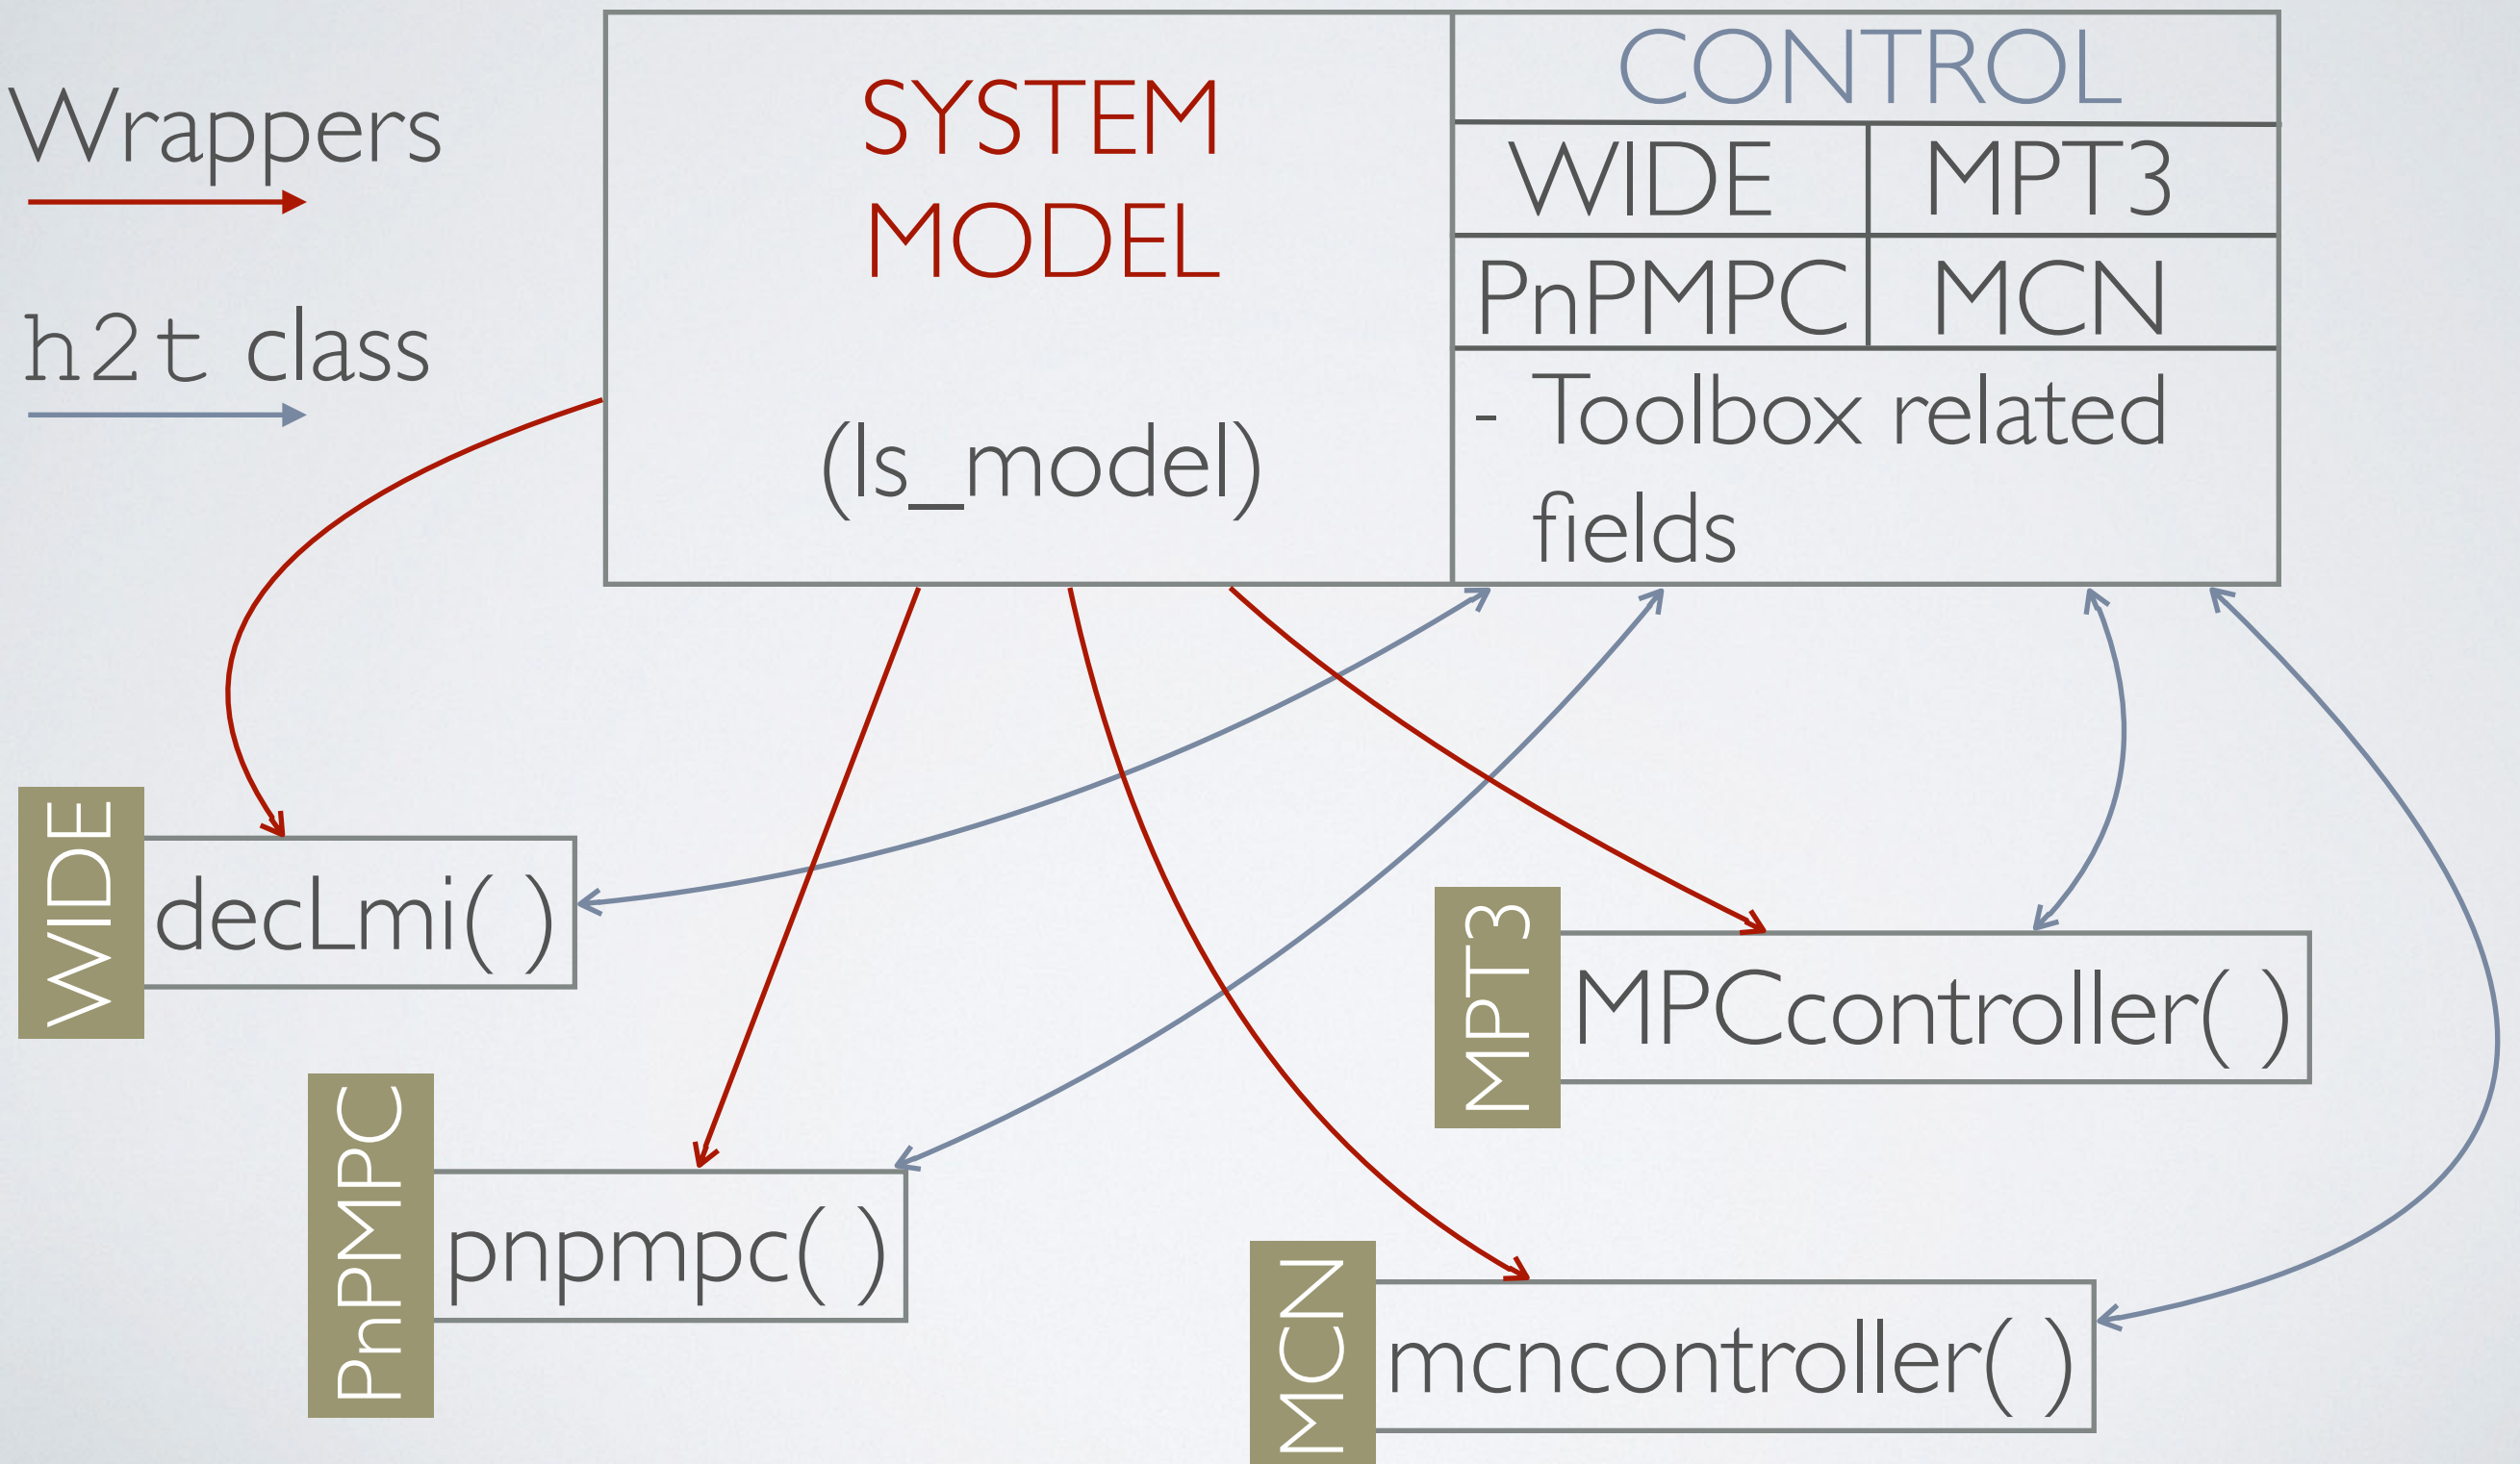 Wrappers
h2t class
SYSTEM
MODEL
(ls_model)
CONTROL
WIDE MPT3
PnPMPC MCN
- Toolbox related
fields
WIDE
decLmi( )
MPT3
MPCcontroller( )
PnPMPC
pnpmpc( )
MCN
mcncontroller( )